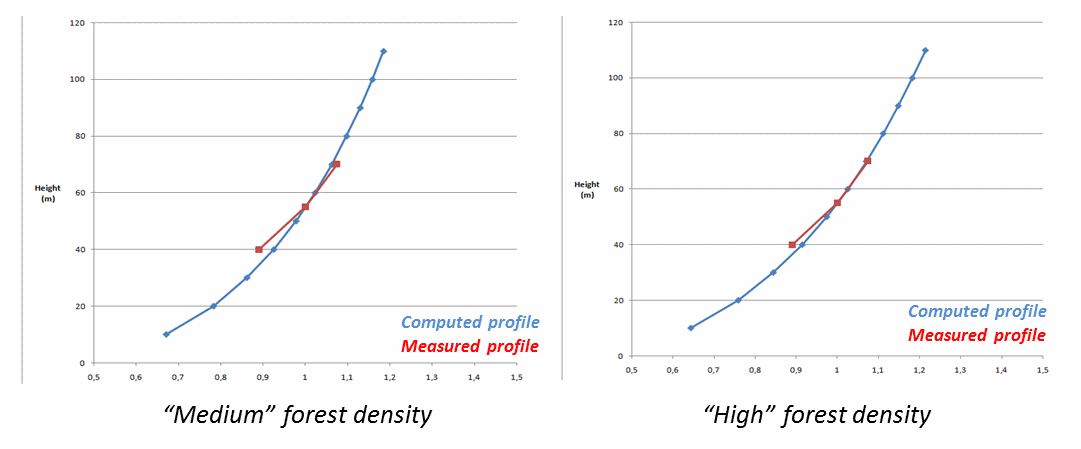 120
100
80
60
40
20
0
Height
(m)
0,5 0,6 0,7 0,8 0,9 1 1,1 1,2 1,3 1,4 1,5
Computed profile
Measured profile
"Medium" forest density
120
100
80
60
40
20
0
Height
(m)
0,5 0,6 0,7 0,8 0,9 1 1,1 1,2 1,3 1,4 1,5
Computed profile
Measured profile
"High" forest density